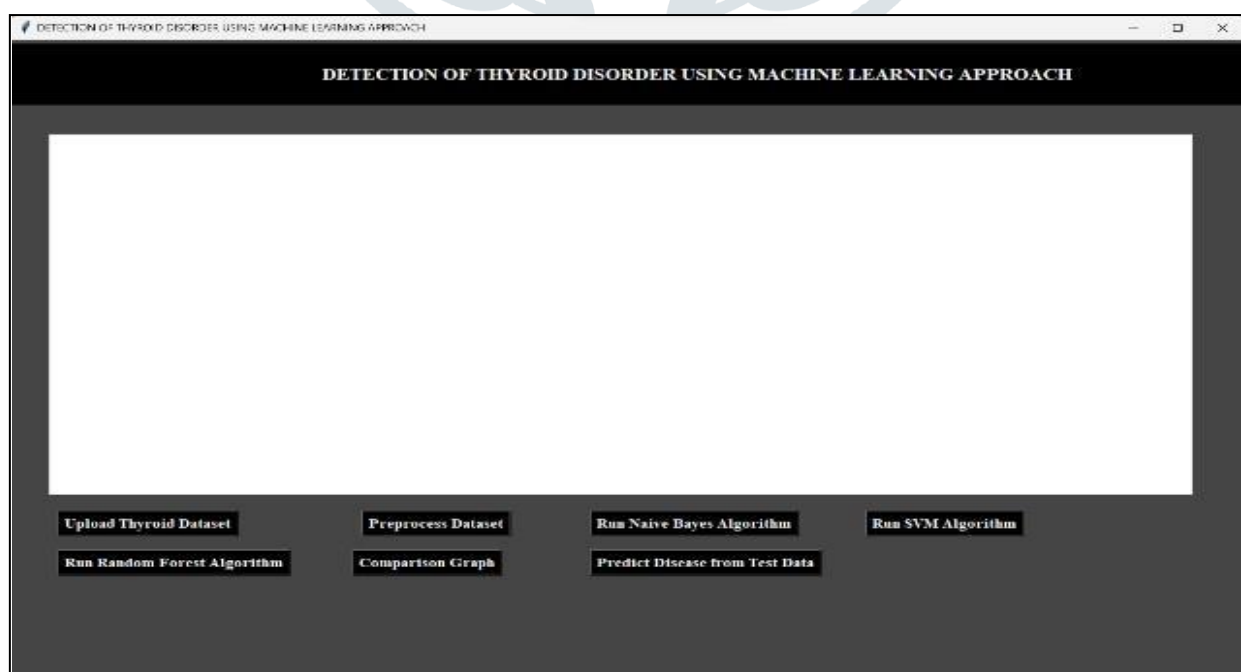 DETECTION OF THYROID DISORDER USING MACHINE LEARNING APPROACH
DETECTION OF THYROID DISORDER USING MACHINE LEARNING APPROACH
Upload Thyroid Dataset
Preprocess Dataset
Run Naive Bayes Algorithm
Run SVM Algorithm
Run Random Forest Algorithm
Comparison Graph
Predict Disease from Test Data